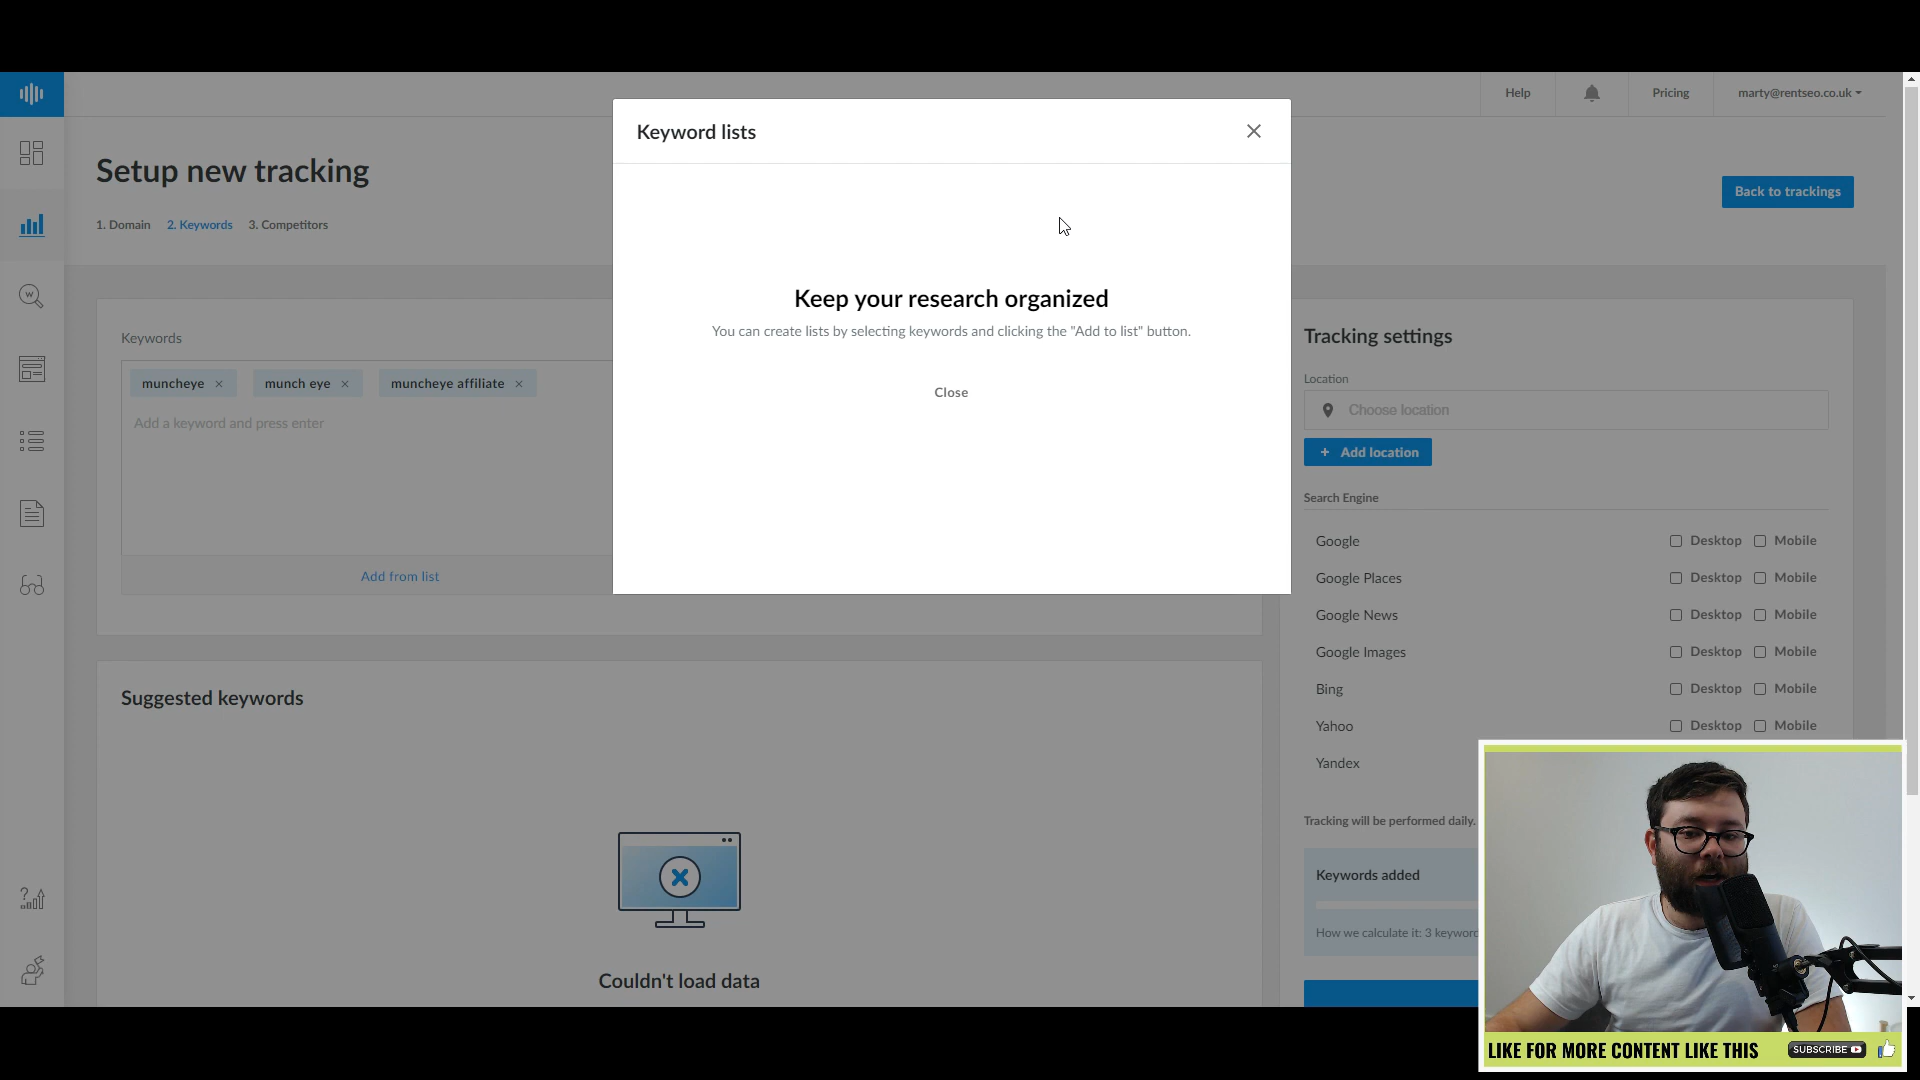 Help
Pricing
marty@rentseo.co.uk
Setup new tracking
Back to trackings
1. Domain 2. Keywords 3. Competitors
Keyword lists
Keep your research organized
You can create lists by selecting keywords and clicking the "Add to list" button.
Close
Keywords
muncheye × munch eye × muncheye affiliate ×
Add a keyword and press enter
Add from list
Suggested keywords
Couldn't load data
Tracking settings
Location
Choose location
+ Add location
Search Engine
Google Desktop Mobile
Google Places Desktop Mobile
Google News Desktop Mobile
Google Images Desktop Mobile
Bing Desktop Mobile
Yahoo Desktop Mobile
Yandex
Tracking will be performed daily.
Keywords added
How we calculate it: 3 keyword
LIKE FOR MORE CONTENT LIKE THIS
SUBSCRIBE